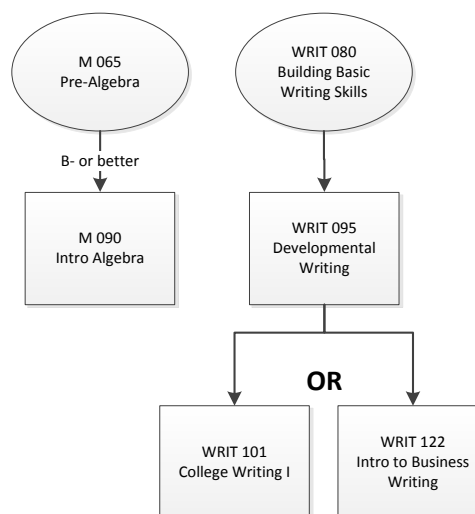 M 065
Pre-Algebra
WRIT 080
Building Basic
Writing Skills
B- or better
M 090
Intro Algebra
WRIT 095
Developmental
Writing
OR
WRIT 101
College Writing I
WRIT 122
Intro to Business
Writing